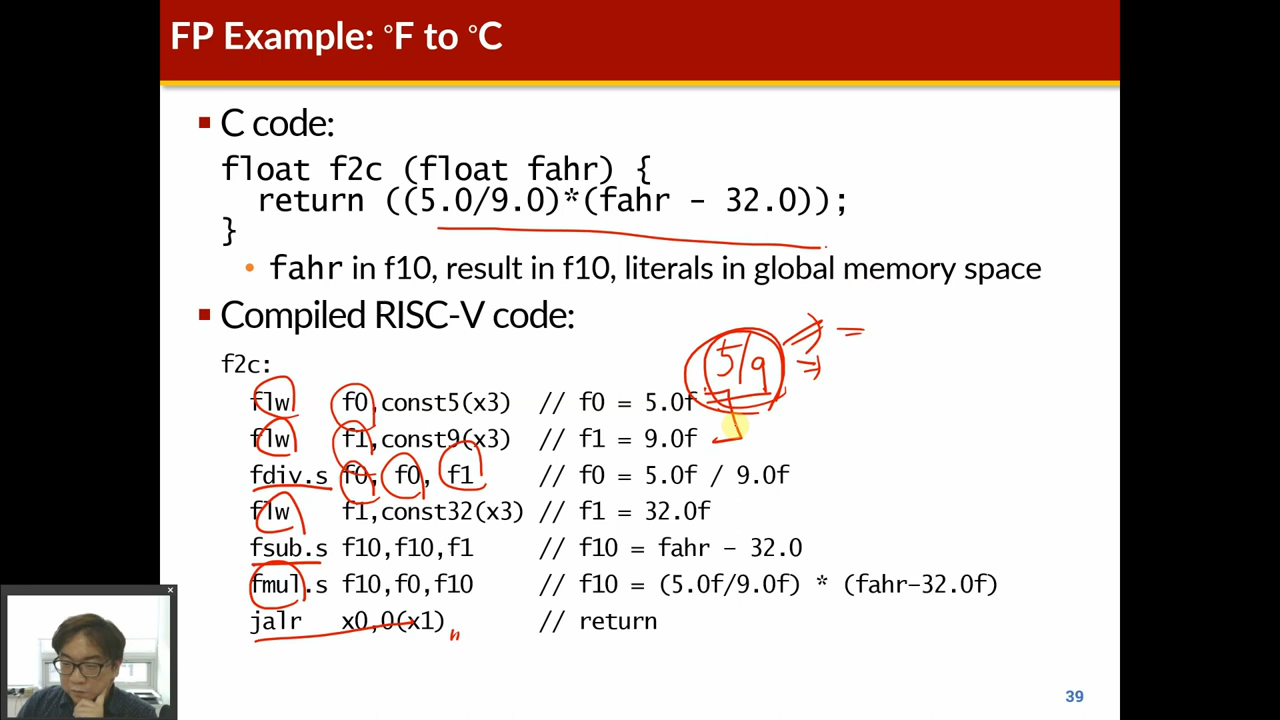 FP Example: °F to °C
▪ C code:
float f2c (float fahr) {
  return ((5.0/9.0)*(fahr - 32.0));
}
• fahr in f10, result in f10, literals in global memory space
▪ Compiled RISC-V code:
5/9 ⇒ =
f2c:
flw f0,const5(x3) // f0 = 5.0f
flw f1,const9(x3) // f1 = 9.0f
fdiv.s f0, f0, f1 // f0 = 5.0f / 9.0f
flw f1,const32(x3) // f1 = 32.0f
fsub.s f10,f10,f1 // f10 = fahr – 32.0
fmul.s f10,f0,f10 // f10 = (5.0f/9.0f) * (fahr–32.0f)
jalr x0,0(x1) // return
39